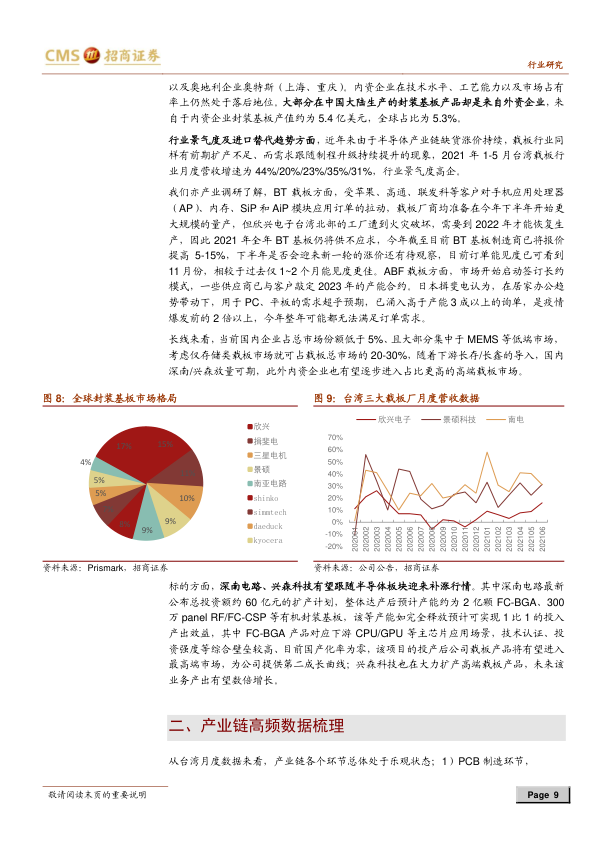 CMS 招商证券
行业研究
以及奥地利企业奥特斯（上海、重庆）。内资企业在技术水平、工艺能力以及市场占有
率上仍然处于落后地位。大部分在中国大陆生产的封装基板产品却是来自外资企业，来
自于内资企业封装基板产值约为 5.4 亿美元，全球占比为 5.3%。
行业景气度及进口替代趋势方面，近年来由于半导体产业链缺货涨价持续，载板行业同
样有前期扩产不足、而需求跟随制程升级持续提升的现象，2021 年 1-5 月台湾载板行
业月度营收增速为 44%/20%/23%/35%/31%，行业景气度高企。
我们亦产业调研了解，BT 载板方面，受苹果、高通、联发科等客户对手机应用处理器
（AP）、内存，SiP 和 AiP 模块应用订单的拉动，载板厂商均准备在今年下半年开始更
大规模的量产，但欣兴电子台湾北部的工厂遭到火灾破坏，需要到 2022 年才能恢复生
产，因此 2021 年全年 BT 基板仍将供不应求，今年截至目前 BT 基板制造商已将报价
提高 5-15%，下半年是否会迎来新一轮的涨价还有待观察，目前订单能见度已可看到
11 月份，相较于过去仅 1~2 个月能见度更佳。ABF 载板方面，市场开始启动签订长约
模式，一些供应商已与客户敲定 2023 年的产能合约。日本揖斐电认为，在居家办公趋
势带动下，用于 PC、平板的需求超乎预期，已涌入高于产能 3 成以上的询单，是疫情
爆发前的 2 倍以上，今年整年可能都无法满足订单需求。
长线来看，当前国内企业占总市场份额低于 5%、且大部分集中于 MEMS 等低端市场，
考虑仅存储类载板市场就可占载板总市场的 20-30%，随着下游长存/长鑫的导入，国内
深南/兴森放量可期，此外内资企业也有望逐步进入占比更高的高端载板市场。
图 8：全球封装基板市场格局
图 9：台湾三大载板厂月度营收数据
15%
10%
9%
9%
5%
5%
4%
欣兴
揖斐电
三星电机
景硕
南亚电路
shinko
simmtech
daeduck
kyocera
欣兴电子
景硕科技
南电
70%
60%
50%
40%
30%
20%
10%
0%
-10%
-20%
202001
202002
202003
202004
202005
202006
202007
202008
202009
202010
202011
202012
202101
202102
202103
202104
202105
202106
资料来源：Prismark，招商证券
资料来源：公司公告，招商证券
标的方面，深南电路、兴森科技有望跟随半导体板块迎来补涨行情。其中深南电路最新
公布总投资额约 60 亿元的扩产计划，整体达产后预计产能约为 2 亿颗 FC-BGA、300
万 panel RF/FC-CSP 等有机封装基板，该等产能如完全释放预计可实现 1 比 1 的投入
产出效益，其中 FC-BGA 产品对应下游 CPU/GPU 等主芯片应用场景，技术认证、投
资强度等综合壁垒较高、目前国产化率为零，该项目的投产后公司载板产品将有望进入
最高端市场，为公司提供第二成长曲线；兴森科技也在大力扩产高端载板产品，未来该
业务产出有望数倍增长。
二、产业链高频数据梳理
从台湾月度数据来看，产业链各个环节总体处于乐观状态；1）PCB 制造环节，
敬请阅读末页的重要说明
Page 9